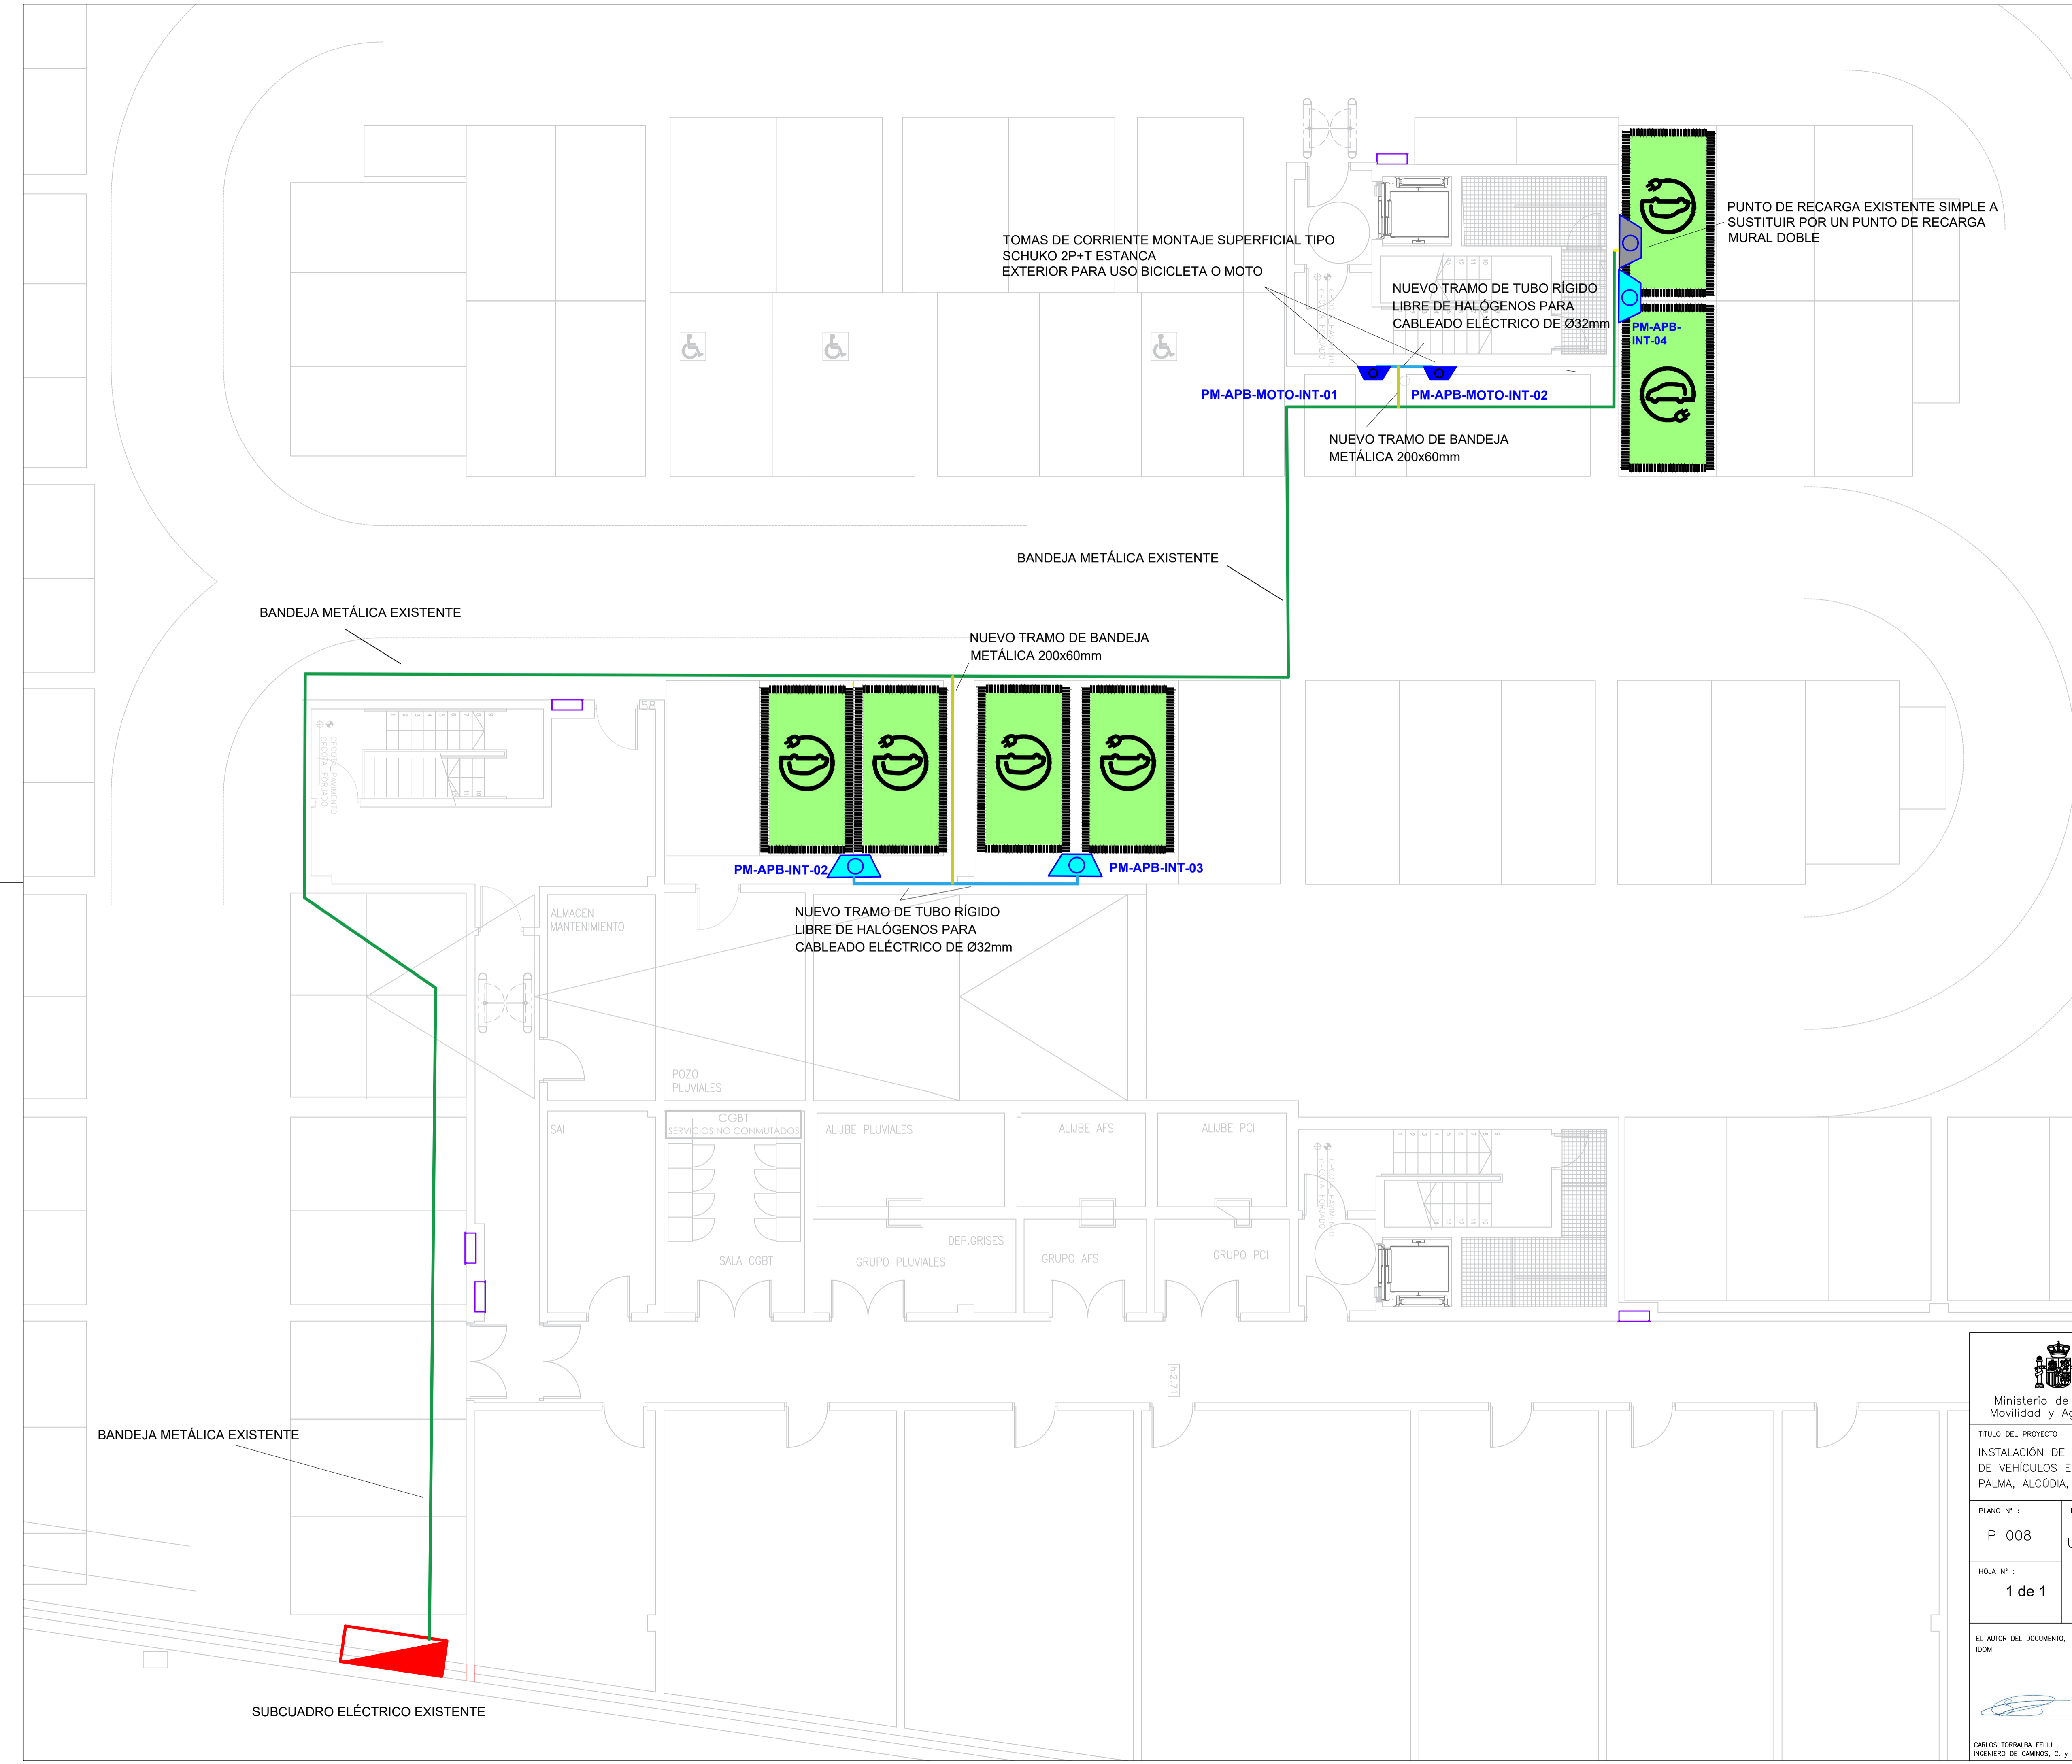 TOMAS DE CORRIENTE MONTAJE SUPERFICIAL TIPO
SCHUKO 2P+T ESTANCA
EXTERIOR PARA USO BICICLETA O MOTO
PUNTO DE RECARGA EXISTENTE SIMPLE A
SUSTITUIR POR UN PUNTO DE RECARGA
MURAL DOBLE
NUEVO TRAMO DE TUBO RÍGIDO
LIBRE DE HALÓGENOS PARA
CABLEADO ELÉCTRICO DE Ø32mm
PM-APB-
INT-04
PM-APB-MOTO-INT-01
PM-APB-MOTO-INT-02
NUEVO TRAMO DE BANDEJA
METÁLICA 200x60mm
BANDEJA METÁLICA EXISTENTE
BANDEJA METÁLICA EXISTENTE
NUEVO TRAMO DE BANDEJA
METÁLICA 200x60mm
PM-APB-INT-02
PM-APB-INT-03
NUEVO TRAMO DE TUBO RÍGIDO
LIBRE DE HALÓGENOS PARA
CABLEADO ELÉCTRICO DE Ø32mm
ALMACEN
MANTENIMIENTO
POZO
PLUVIALES
SAI
CGBT
SERVICIOS NO CONMUTADOS
ALIJBE PLUVIALES
ALIJBE AFS
ALIJBE PCI
SALA CGBT
GRUPO PLUVIALES
DEP.GRISES
GRUPO AFS
GRUPO PCI
h:2.71
BANDEJA METÁLICA EXISTENTE
SUBCUADRO ELÉCTRICO EXISTENTE
Ministerio de
Movilidad y
TITULO DEL PROYECTO
INSTALACIÓN DE
DE VEHÍCULOS
PALMA, ALCÚDIA,
PLANO Nº :
P 008
HOJA Nº :
1 de 1
EL AUTOR DEL DOCUMENTO,
IDOM
CARLOS TORRALBA FELIU
INGENIERO DE CAMINOS, C. y